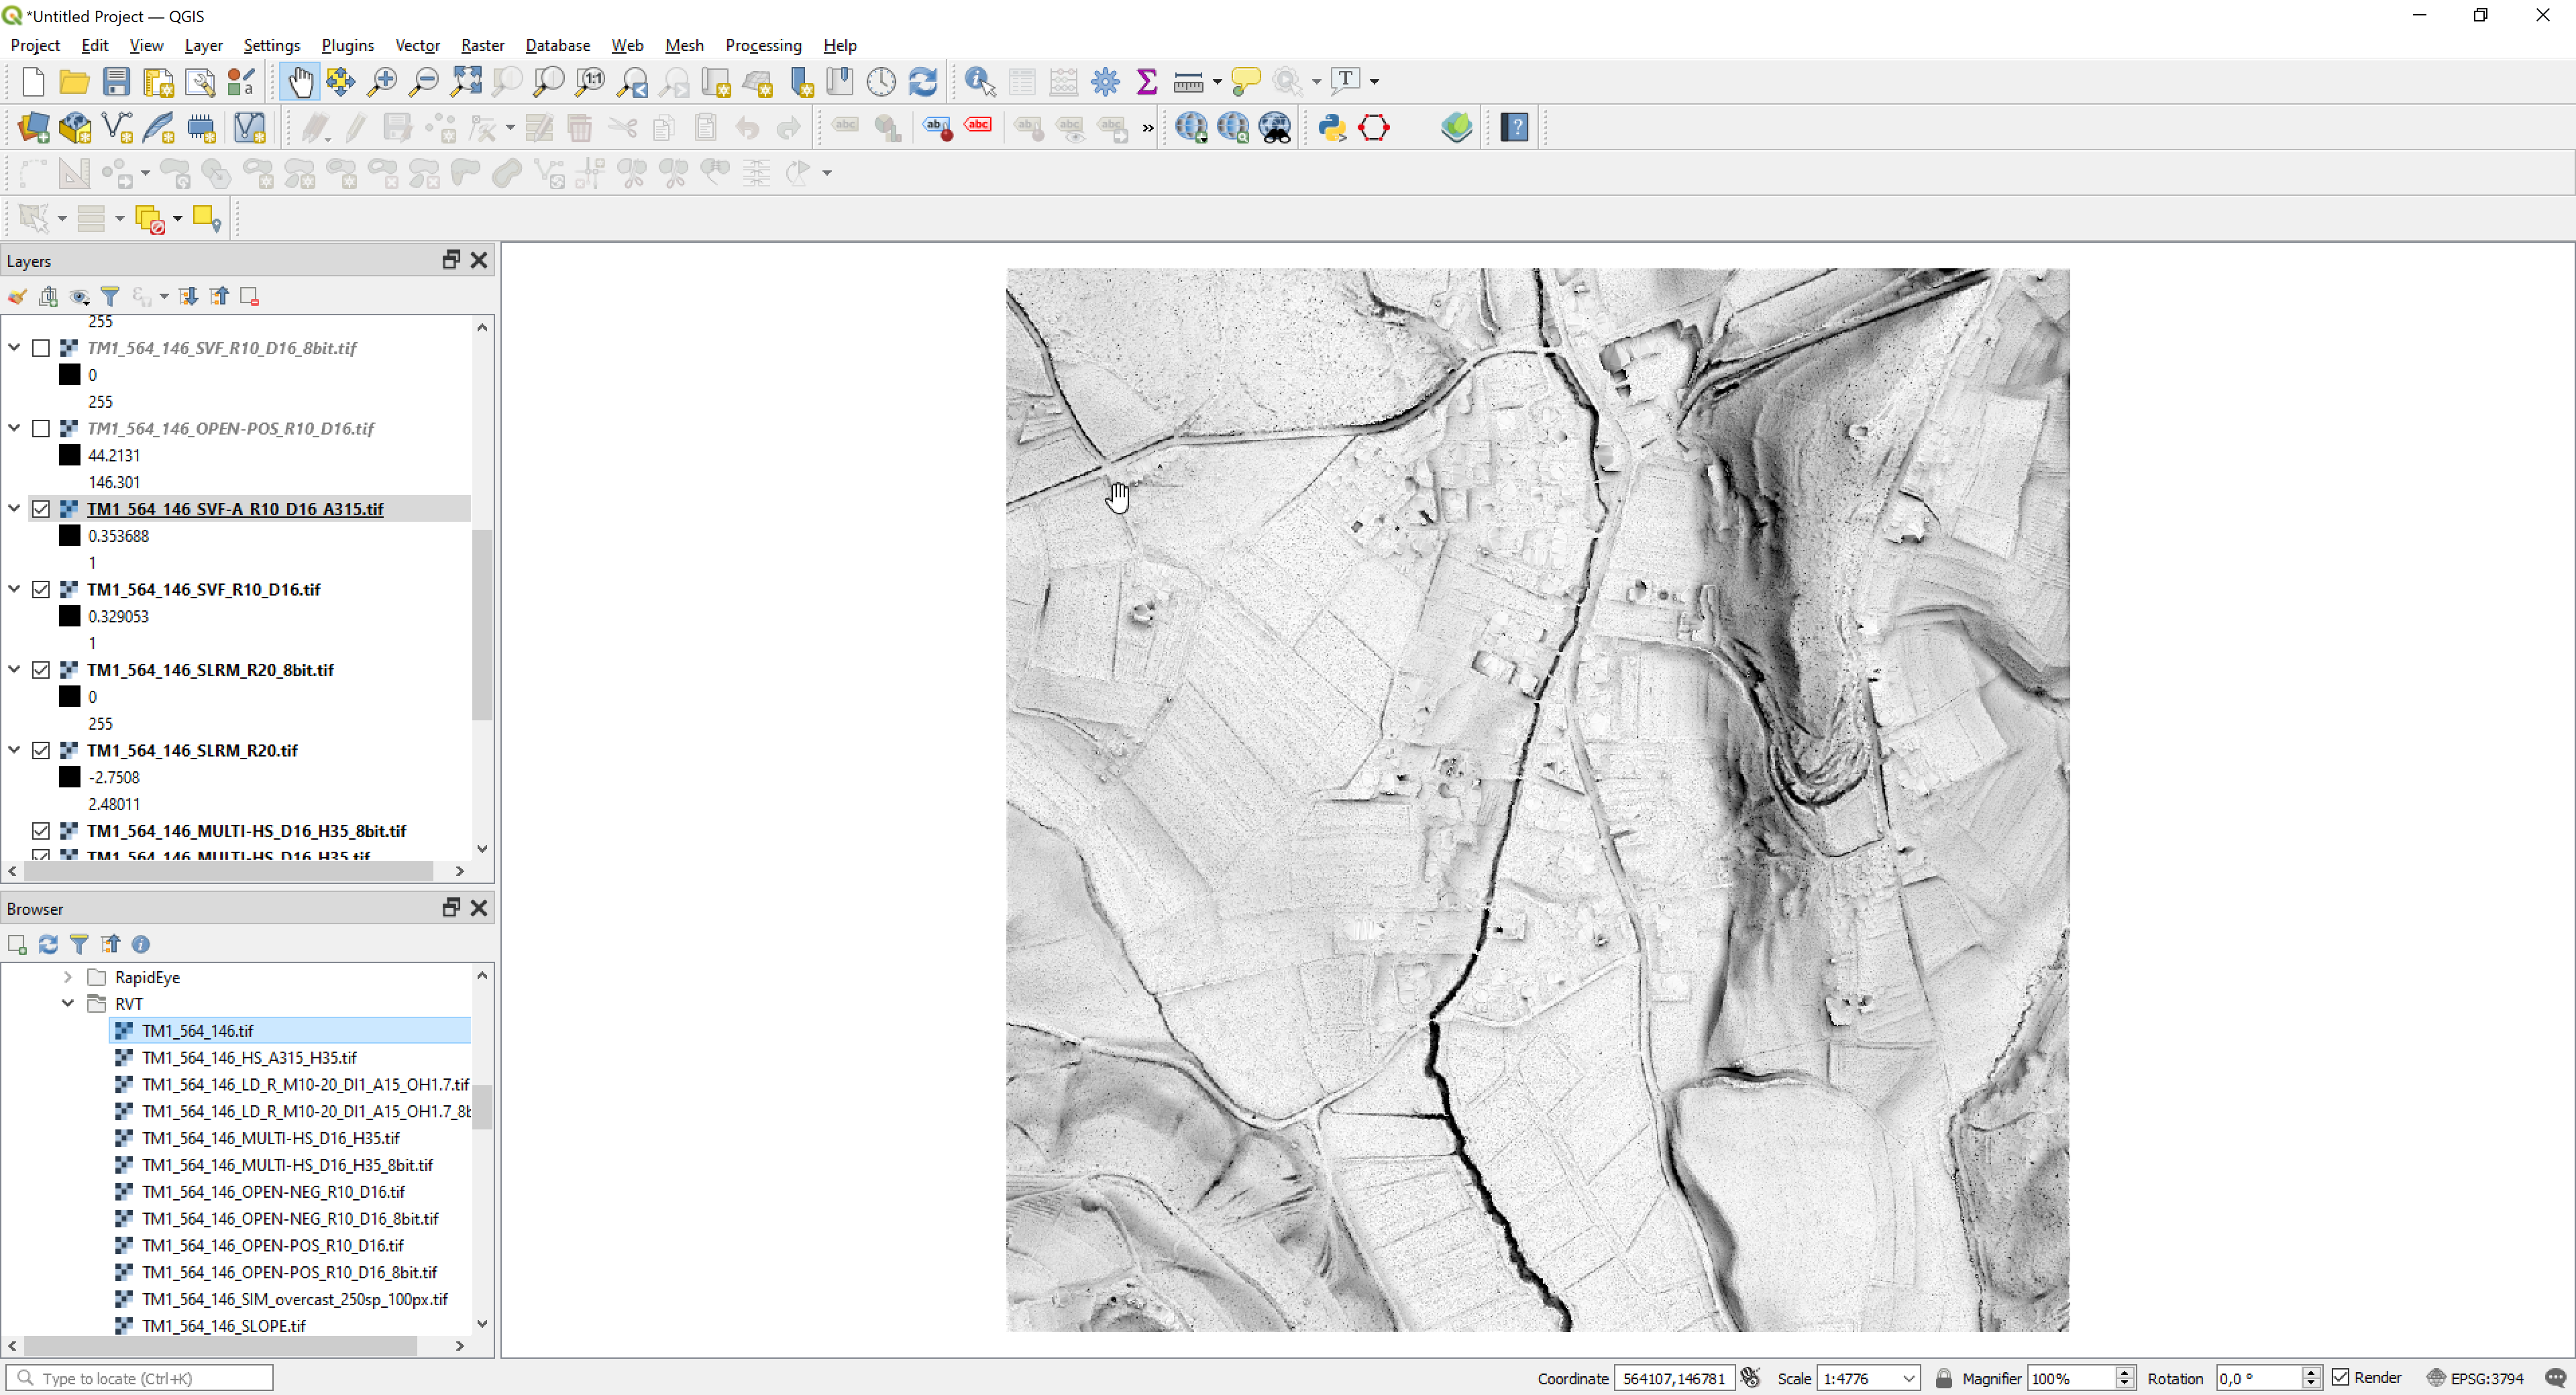 *Untitled Project — QGIS
Project Edit View Layer Settings Plugins Vector Raster Database Web Mesh Processing Help
Layers
255
TM1_564_146_SVF_R10_D16_8bit.tif
0
255
TM1_564_146_OPEN-POS_R10_D16.tif
44.2131
146.301
TM1_564_146_SVF-A_R10_D16_A315.tif
0.353688
1
TM1_564_146_SVF_R10_D16.tif
0.329053
1
TM1_564_146_SLRM_R20_8bit.tif
0
255
TM1_564_146_SLRM_R20.tif
-2.7508
2.48011
TM1_564_146_MULTI-HS_D16_H35_8bit.tif
TM1_564_146_MULTI-HS_D16_H35.tif
Browser
RapidEye
RVT
TM1_564_146.tif
TM1_564_146_HS_A315_H35.tif
TM1_564_146_LD_R_M10-20_DI1_A15_OH1.7.tif
TM1_564_146_LD_R_M10-20_DI1_A15_OH1.7_8b
TM1_564_146_MULTI-HS_D16_H35.tif
TM1_564_146_MULTI-HS_D16_H35_8bit.tif
TM1_564_146_OPEN-NEG_R10_D16.tif
TM1_564_146_OPEN-NEG_R10_D16_8bit.tif
TM1_564_146_OPEN-POS_R10_D16.tif
TM1_564_146_OPEN-POS_R10_D16_8bit.tif
TM1_564_146_SIM_overcast_250sp_100px.tif
TM1_564_146_SLOPE.tif
Type to locate (Ctrl+K) Coordinate 564107,146781 Scale 1:4776 Magnifier 100% Rotation 0,0 ° Render EPSG:3794